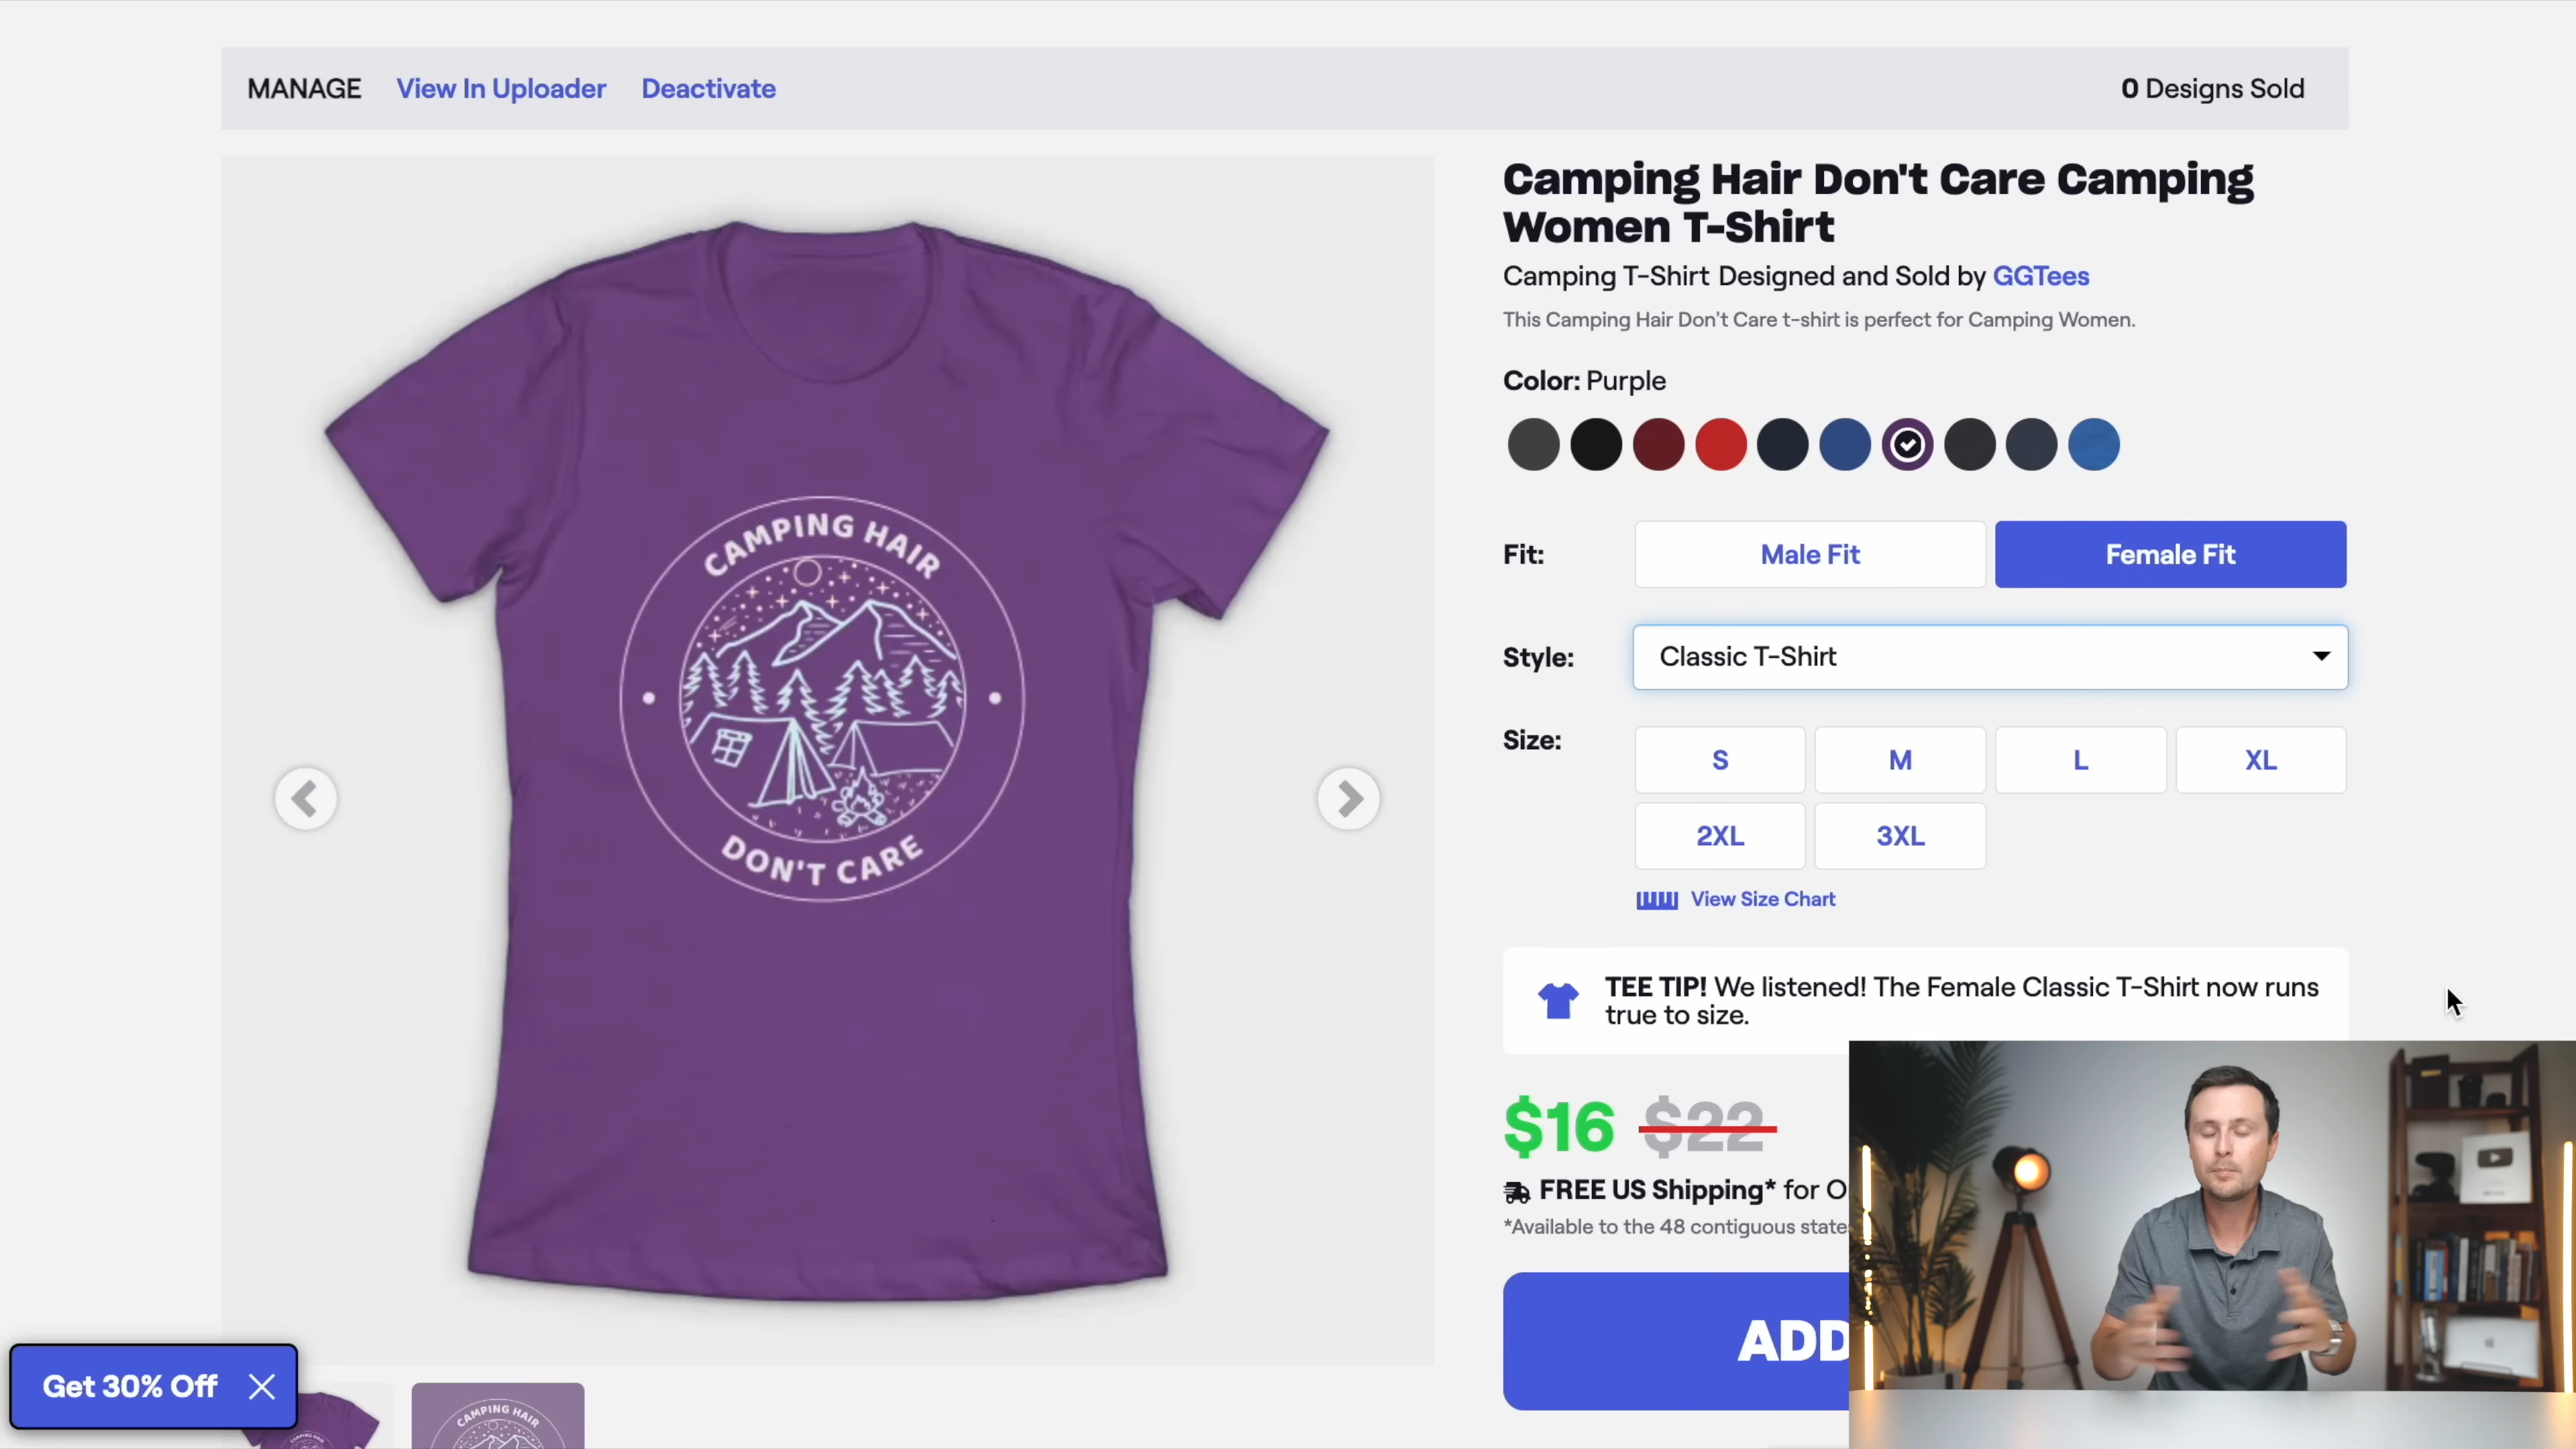 MANAGE View In Uploader Deactivate 0 Designs Sold
Camping Hair Don't Care Camping
Women T-Shirt
Camping T-Shirt Designed and Sold by GGTees
This Camping Hair Don't Care t-shirt is perfect for Camping Women.
Color: Purple
Fit: Male Fit Female Fit
Style: Classic T-Shirt
Size: S M L XL
2XL 3XL
View Size Chart
TEE TIP! We listened! The Female Classic T-Shirt now runs
true to size.
$16 $22
FREE US Shipping* for O
*Available to the 48 contiguous state
ADD
CAMPING HAIR
DON'T CARE
Get 30% Off
CAMPING HAIR